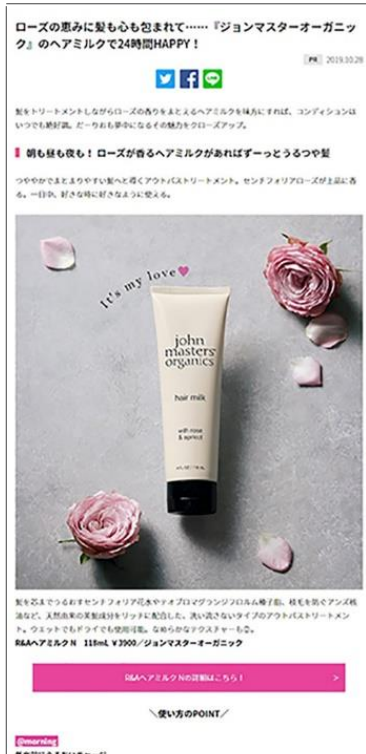 ローズの恵みに髪も心も包まれて……『ジョンマスターオーガニッ
ク』のヘアミルクで24時間HAPPY！
PR 2019.10.28
髪をトリートメントしながらローズの香りをまとえるヘアミルクを味方にすれば、コンディションは
いつでも絶好調。だーりおも夢中になるその魅力をクローズアップ。
朝も昼も夜も！ ローズが香るヘアミルクがあればずーっとうるつや髪
つややかでまとまりやすい髪へと導くアウトバストリートメント。センチフォリアローズが上品に香
る。一日中、好きな時に好きなように使える。
It's my love
john
masters
organics
hair milk
with rose
& apricot
髪を芯までうるおすセンチフォリア花水やテオブロマグランジフロルム種子脂、枝毛を防ぐアンズ核
油など、天然由来の美髪成分をリッチに配合した、洗い流さないタイプのアウトバストリートメン
ト。ウェットでもドライでも使用可能。なめらかなテクスチャーも◎。
R&Aヘアミルク N 118mL ￥3900／ジョンマスターオーガニック
R&Aヘアミルク Nの詳細はこちら！ >
＼使い方のPOINT／
@morning